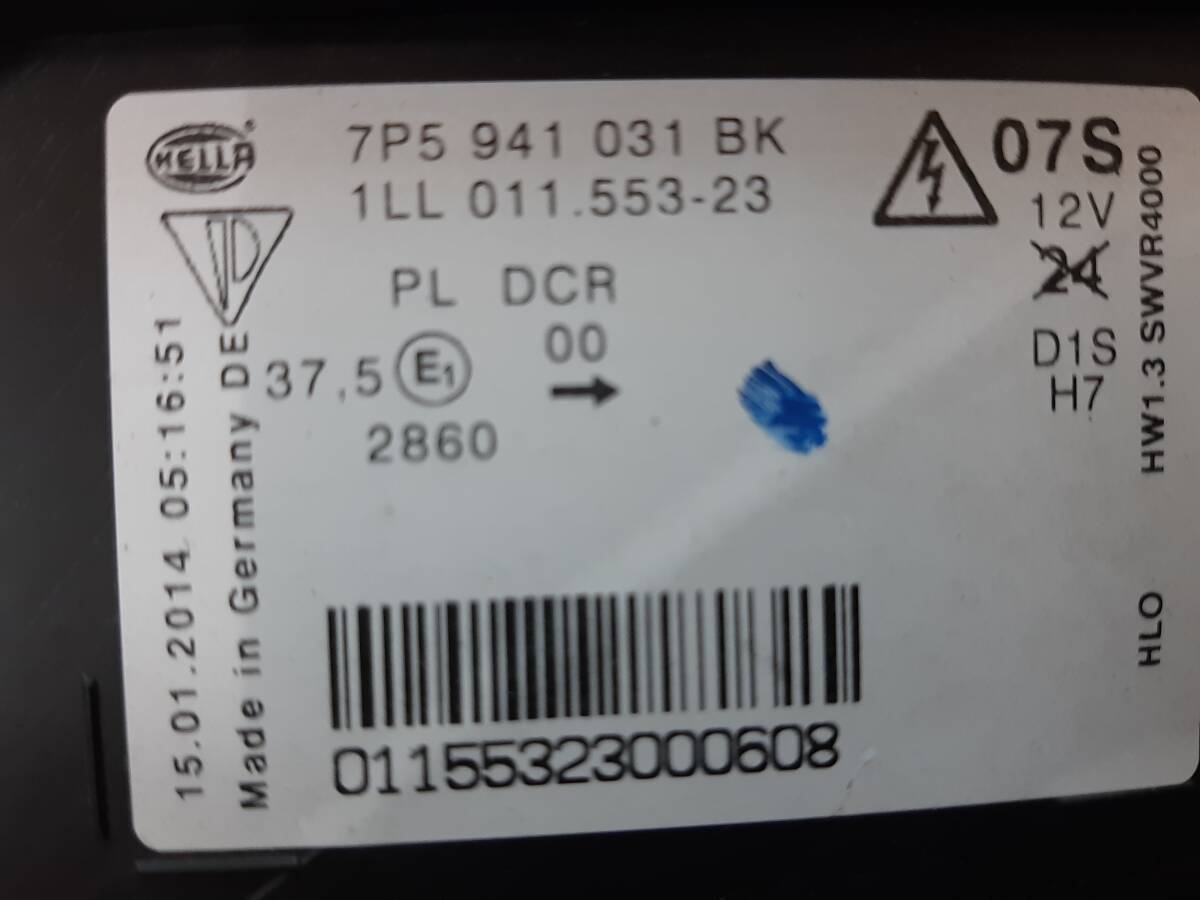 HELLA
7P5 941 031 BK
1LL 011.553-23
PL DCR
00
37,5 E1
2860
07S
12V
24
D1S
H7
HW1.3 SWVR4000
HLO
15.01.2014 05:16:51
Made in Germany DE
01155323000608